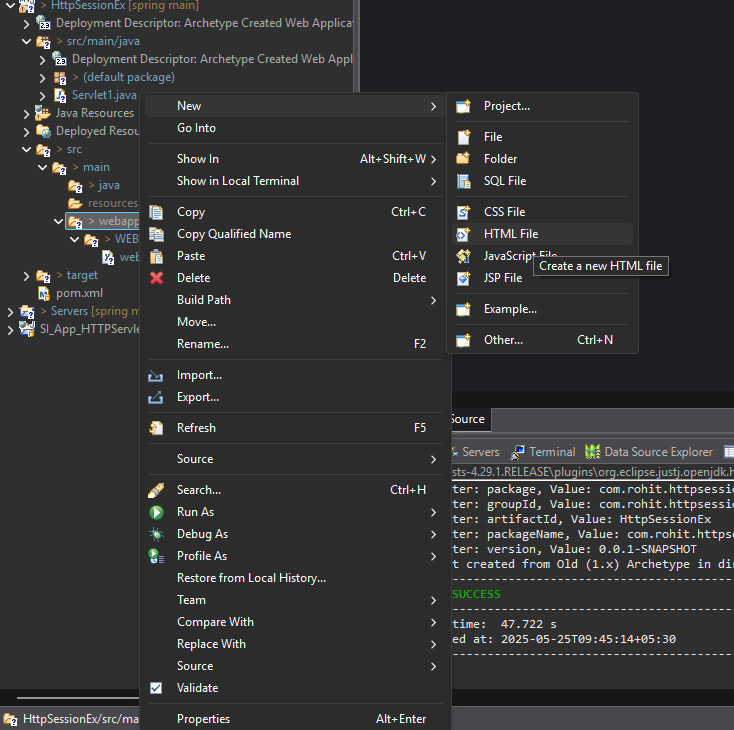 HttpSessionEx [spring main]
Deployment Descriptor: Archetype Created Web Applica
src/main/java
Deployment Descriptor: Archetype Created Web Appl
(default package)
Servlet1.java
Java Resources
Deployed Resou
src
main
java
resources
webapp
WEB
web
target
pom.xml
Servers [spring m
SI_App_HTTPServle
New
Go Into
Show In Alt+Shift+W
Show in Local Terminal
Copy Ctrl+C
Copy Qualified Name
Paste Ctrl+V
Delete Delete
Build Path
Move...
Rename... F2
Import...
Export...
Refresh F5
Source
Search... Ctrl+H
Run As
Debug As
Profile As
Restore from Local History...
Team
Compare With
Replace With
Source
Validate
Properties Alt+Enter
Project...
File
Folder
SQL File
CSS File
HTML File
JavaScript File
JSP File
Create a new HTML file
Example...
Other... Ctrl+N
Source
Servers Terminal Data Source Explorer
sts-4.29.1.RELEASE\plugins\org.eclipse.justj.openjdk.h
ter: package, Value: com.rohit.httpsessio
ter: groupId, Value: com.rohit.httpsessio
ter: artifactId, Value: HttpSessionEx
ter: packageName, Value: com.rohit.httpse
ter: version, Value: 0.0.1-SNAPSHOT
t created from Old (1.x) Archetype in dir
SUCCESS
time: 47.722 s
ed at: 2025-05-25T09:45:14+05:30
HttpSessionEx/src/ma